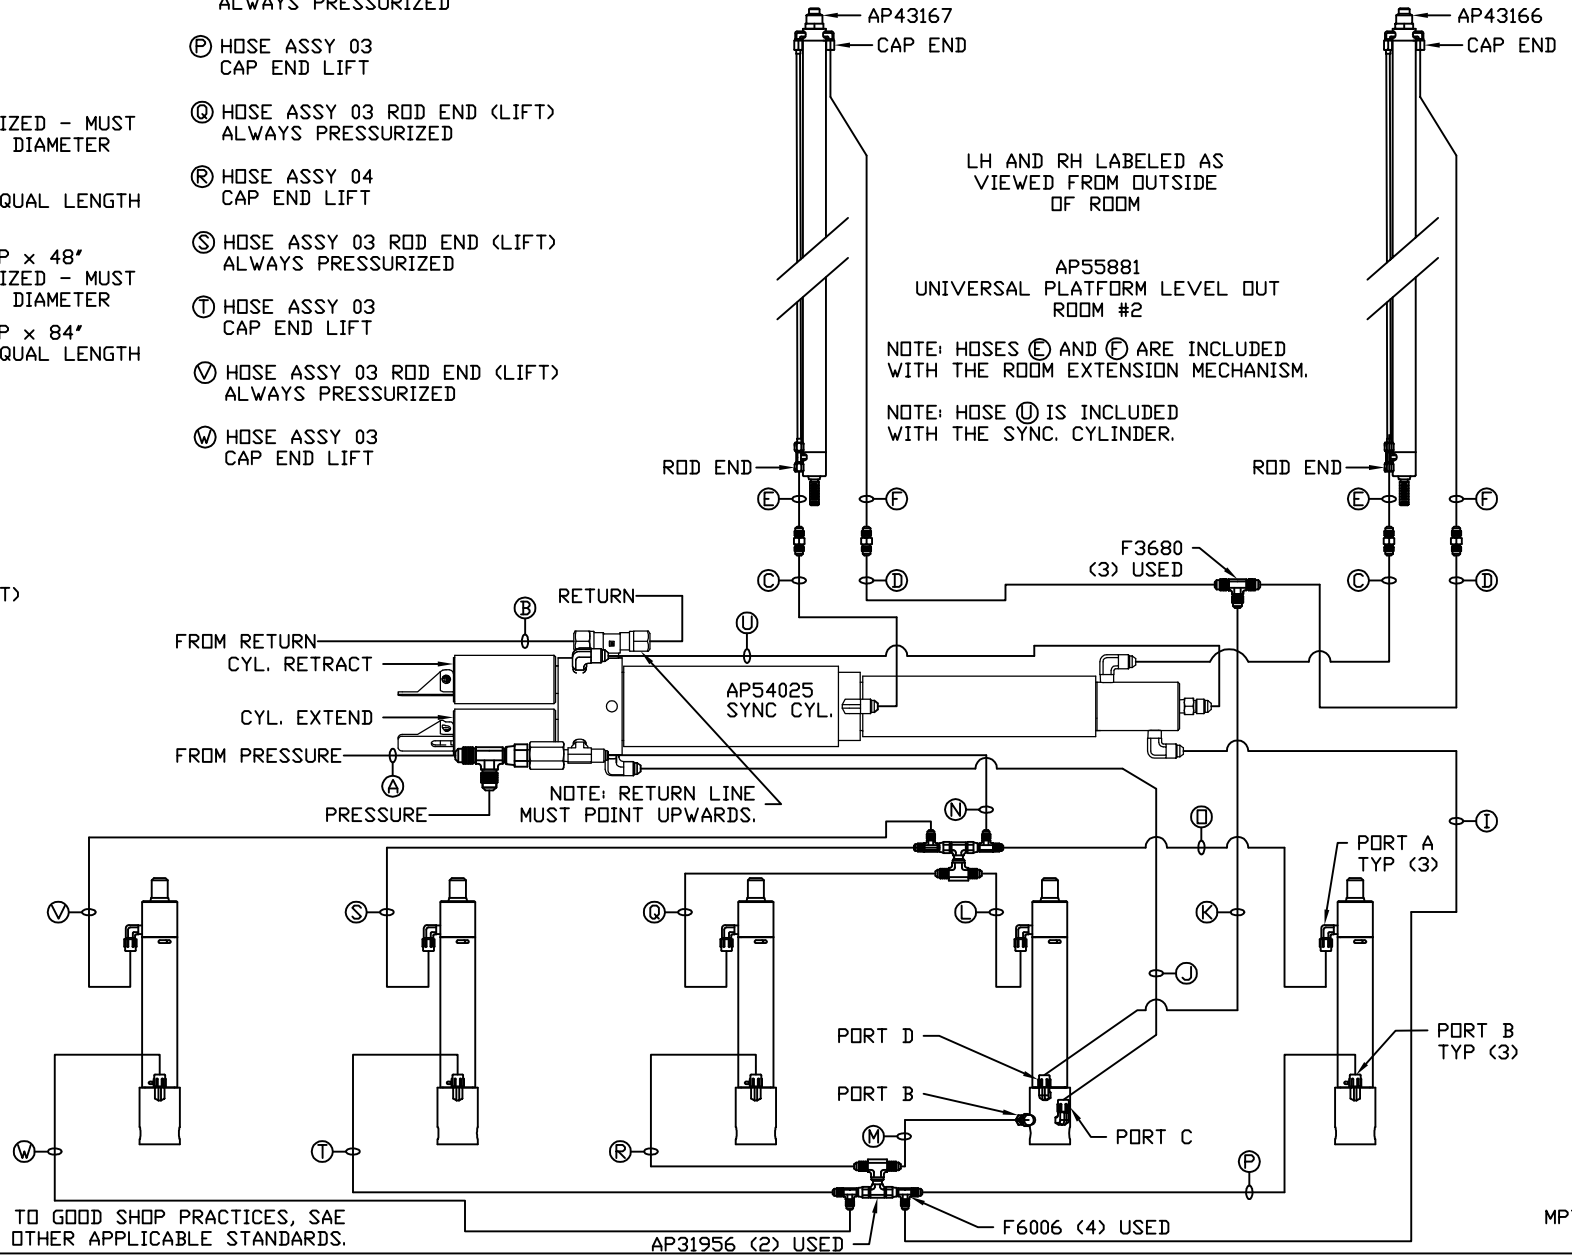 ALWAYS PRESSURIZED
P HOSE ASSY 03
CAP END LIFT
Q HOSE ASSY 03 ROD END (LIFT)
ALWAYS PRESSURIZED
R HOSE ASSY 04
CAP END LIFT
S HOSE ASSY 03 ROD END (LIFT)
ALWAYS PRESSURIZED
T HOSE ASSY 03
CAP END LIFT
V HOSE ASSY 03 ROD END (LIFT)
ALWAYS PRESSURIZED
W HOSE ASSY 03
CAP END LIFT
IZED - MUST
DIAMETER
QUAL LENGTH
P x 48"
IZED - MUST
DIAMETER
P x 84"
QUAL LENGTH
T)
AP43167
CAP END
AP43166
CAP END
LH AND RH LABELED AS
VIEWED FROM OUTSIDE
OF ROOM
AP55881
UNIVERSAL PLATFORM LEVEL OUT
ROOM #2
NOTE: HOSES E AND F ARE INCLUDED
WITH THE ROOM EXTENSION MECHANISM.
NOTE: HOSE U IS INCLUDED
WITH THE SYNC. CYLINDER.
ROD END
ROD END
E
F
E
F
F3680
(3) USED
C
D
C
D
RETURN
B
U
FROM RETURN
CYL. RETRACT
AP54025
SYNC CYL.
CYL. EXTEND
FROM PRESSURE
A
NOTE: RETURN LINE
MUST POINT UPWARDS.
PRESSURE
N
O
I
PORT A
TYP (3)
V
S
Q
L
K
J
PORT D
PORT B
TYP (3)
PORT B
PORT C
M
W
T
R
P
F6006 (4) USED
AP31956 (2) USED
TO GOOD SHOP PRACTICES, SAE
OTHER APPLICABLE STANDARDS.
MP